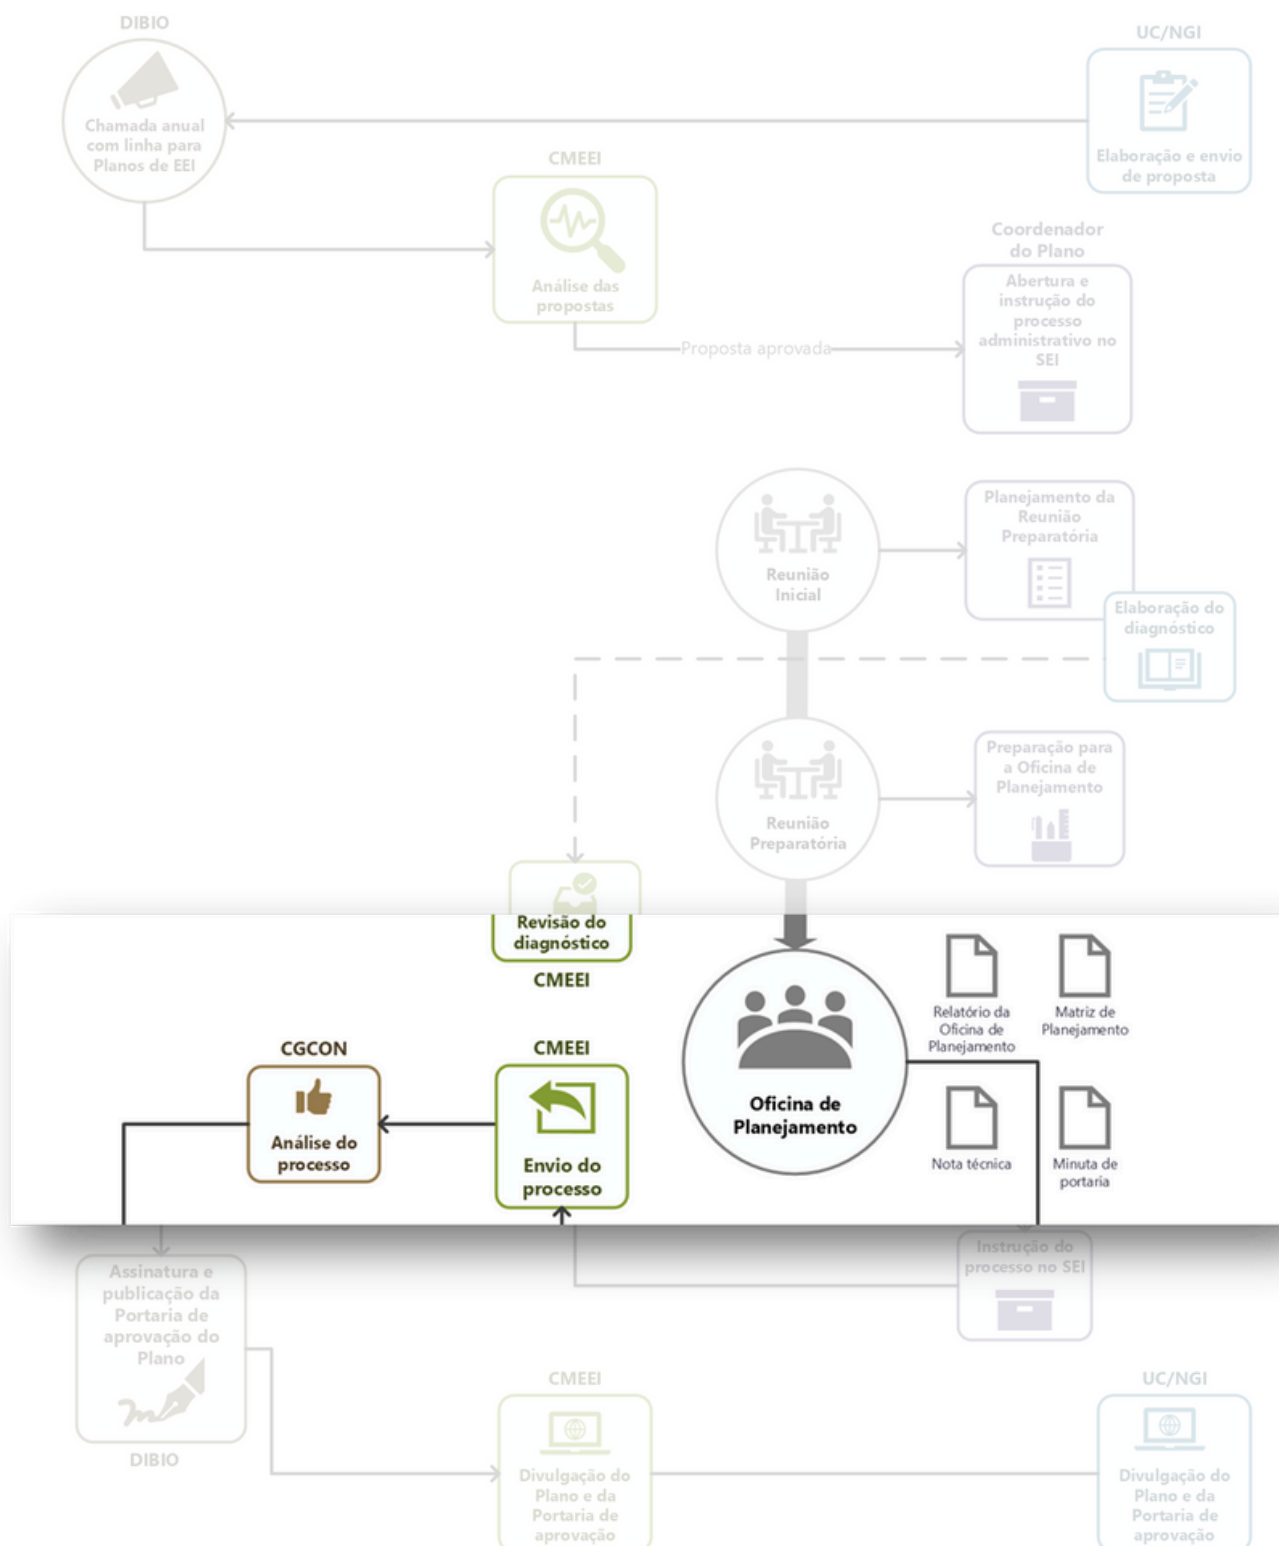 DIBIO
UC/NGI
Chamada anual
com linha para
Planos de EEI
Elaboração e envio
de proposta
CMEEI
Análise das
propostas
Proposta aprovada
Coordenador
do Plano
Abertura e
instrução do
processo
administrativo no
SEI
Reunião
Inicial
Planejamento da
Reunião
Preparatória
Elaboração do
diagnóstico
Reunião
Preparatória
Preparação para
a Oficina de
Planejamento
Revisão do
diagnóstico
CMEEI
Oficina de
Planejamento
Relatório da
Oficina de
Planejamento
Matriz de
Planejamento
Nota técnica
Minuta de
portaria
CGCON
Análise do
processo
CMEEI
Envio do
processo
Instrução do
processo no SEI
Assinatura e
publicação da
Portaria de
aprovação do
Plano
DIBIO
CMEEI
Divulgação do
Plano e da
Portaria de
aprovação
UC/NGI
Divulgação do
Plano e da
Portaria de
aprovação